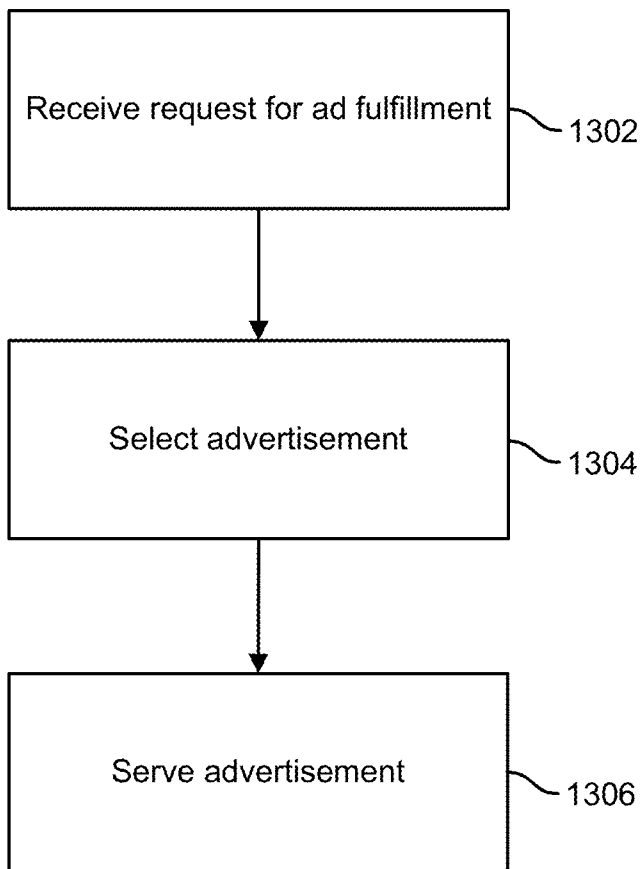 Receive request for ad fulfillment
1302
Select advertisement
1304
Serve advertisement
1306